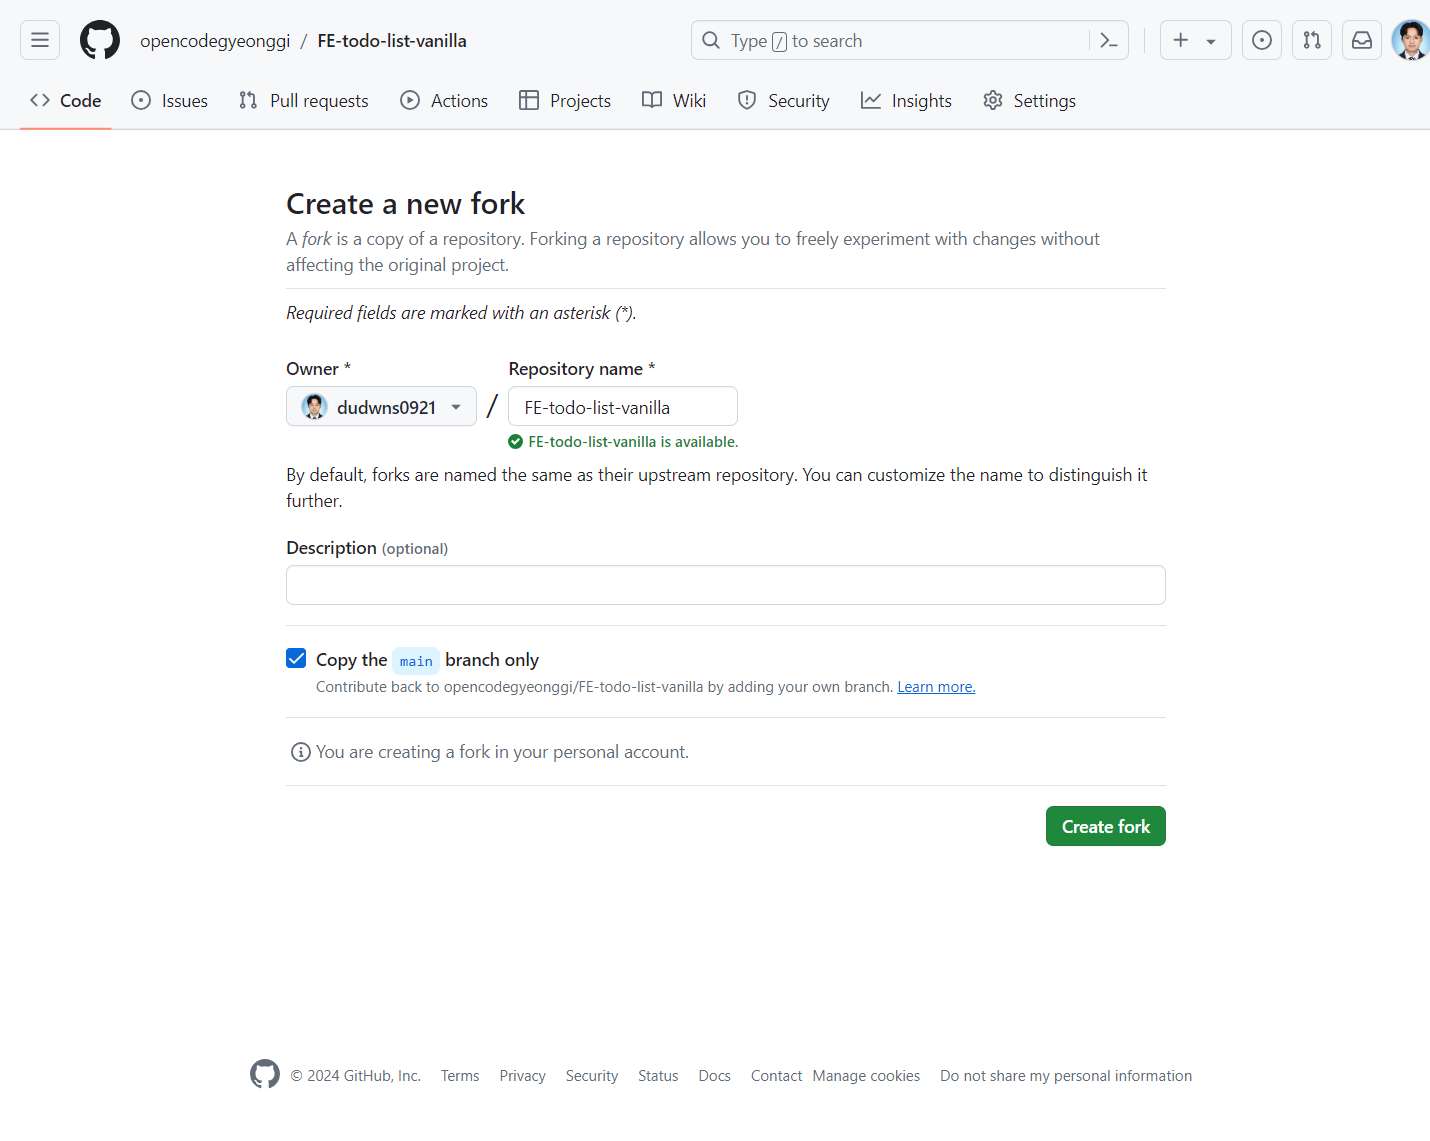 opencodegyeonggi / FE-todo-list-vanilla
Type / to search
Code Issues Pull requests Actions Projects Wiki Security Insights Settings
Create a new fork
A fork is a copy of a repository. Forking a repository allows you to freely experiment with changes without
affecting the original project.
Required fields are marked with an asterisk (*).
Owner * Repository name *
dudwns0921 / FE-todo-list-vanilla
FE-todo-list-vanilla is available.
By default, forks are named the same as their upstream repository. You can customize the name to distinguish it
further.
Description (optional)
Copy the main branch only
Contribute back to opencodegyeonggi/FE-todo-list-vanilla by adding your own branch. Learn more.
You are creating a fork in your personal account.
Create fork
© 2024 GitHub, Inc. Terms Privacy Security Status Docs Contact Manage cookies Do not share my personal information